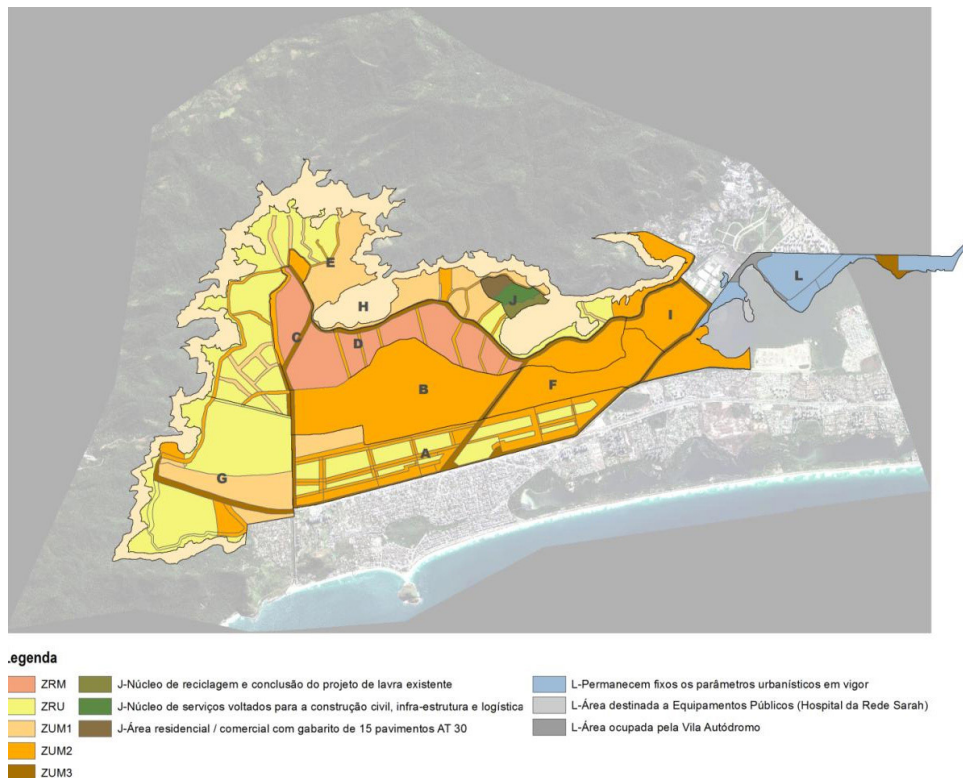 E
H
J
L
C
D
I
B
F
A
G
Legenda
ZRM
ZRU
ZUM1
ZUM2
ZUM3
J-Núcleo de reciclagem e conclusão do projeto de lavra existente
J-Núcleo de serviços voltados para a construção civil, infra-estrutura e logística
J-Área residencial / comercial com gabarito de 15 pavimentos AT 30
L-Permanecem fixos os parâmetros urbanísticos em vigor
L-Área destinada a Equipamentos Públicos (Hospital da Rede Sarah)
L-Área ocupada pela Vila Autódromo